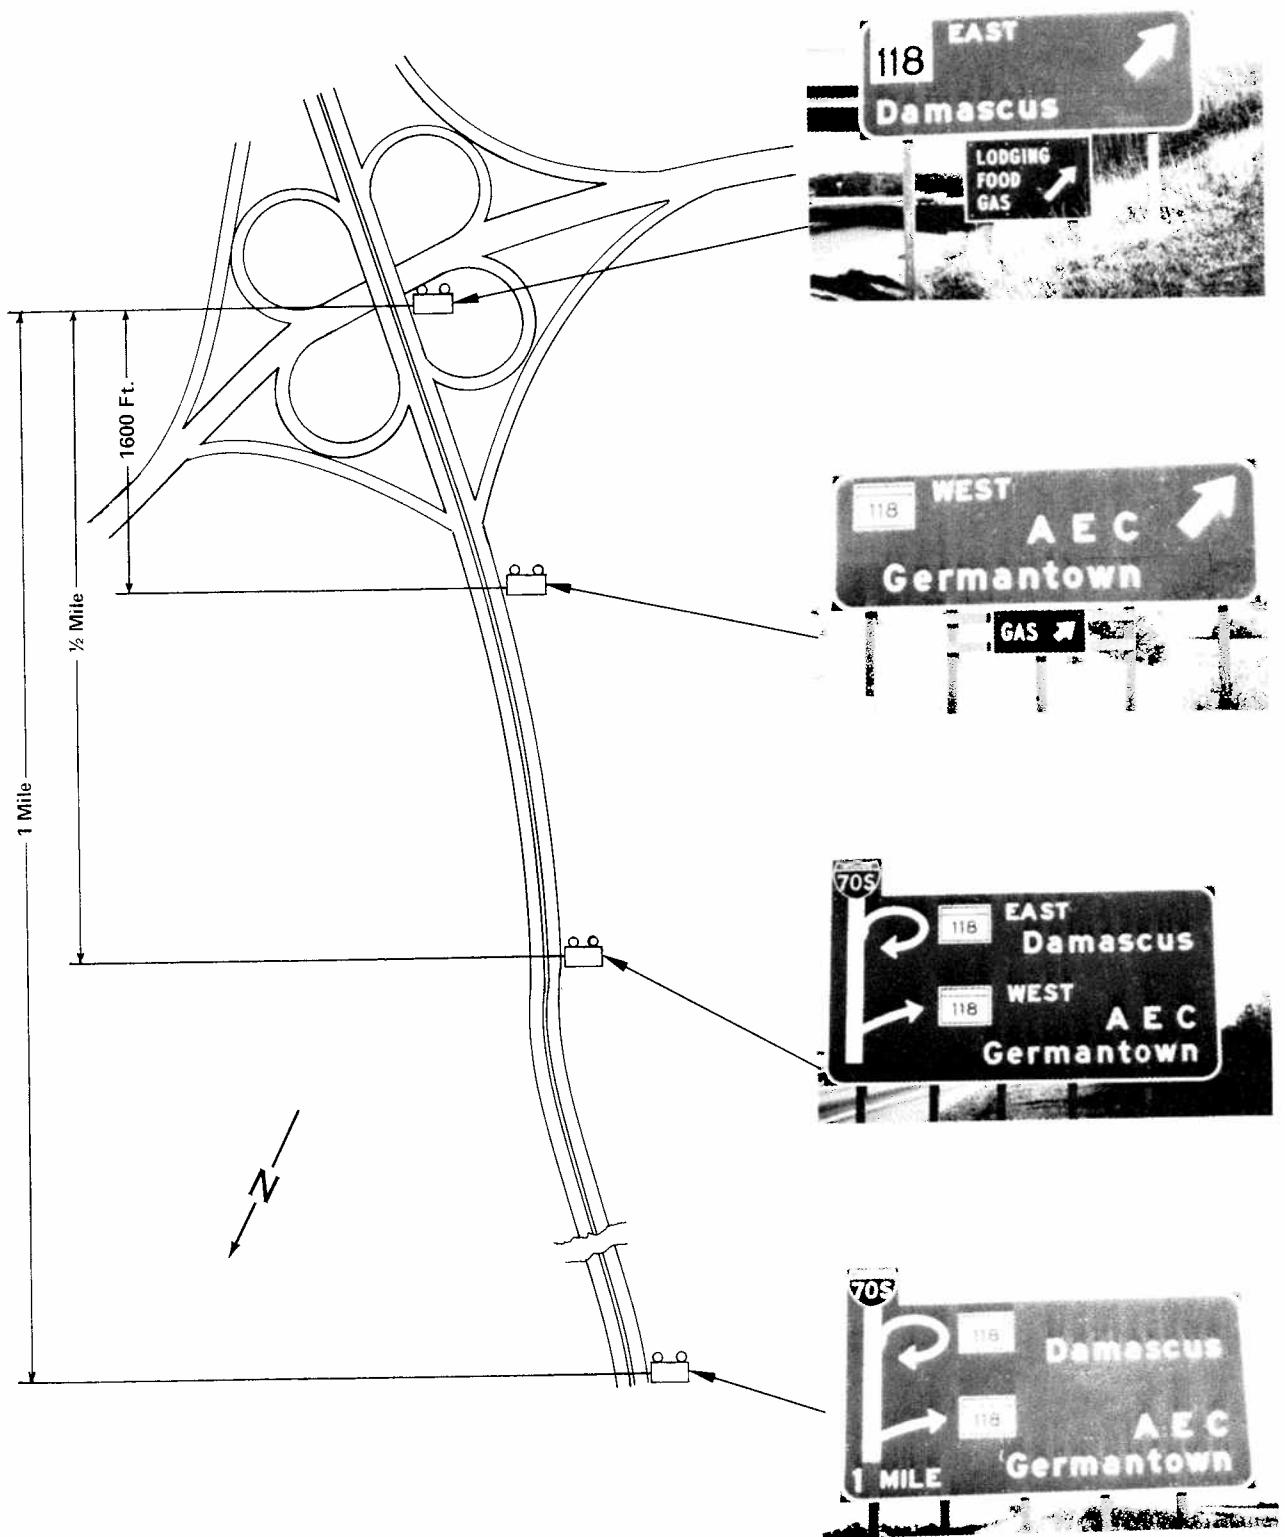 EAST
118
Damascus
LODGING
FOOD
GAS
1600 Ft.
½ Mile
1 Mile
WEST
118
A E C
Germantown
GAS
70S
EAST
118
Damascus
WEST
118
A E C
Germantown
N
70S
118
Damascus
118
A E C
Germantown
1 MILE